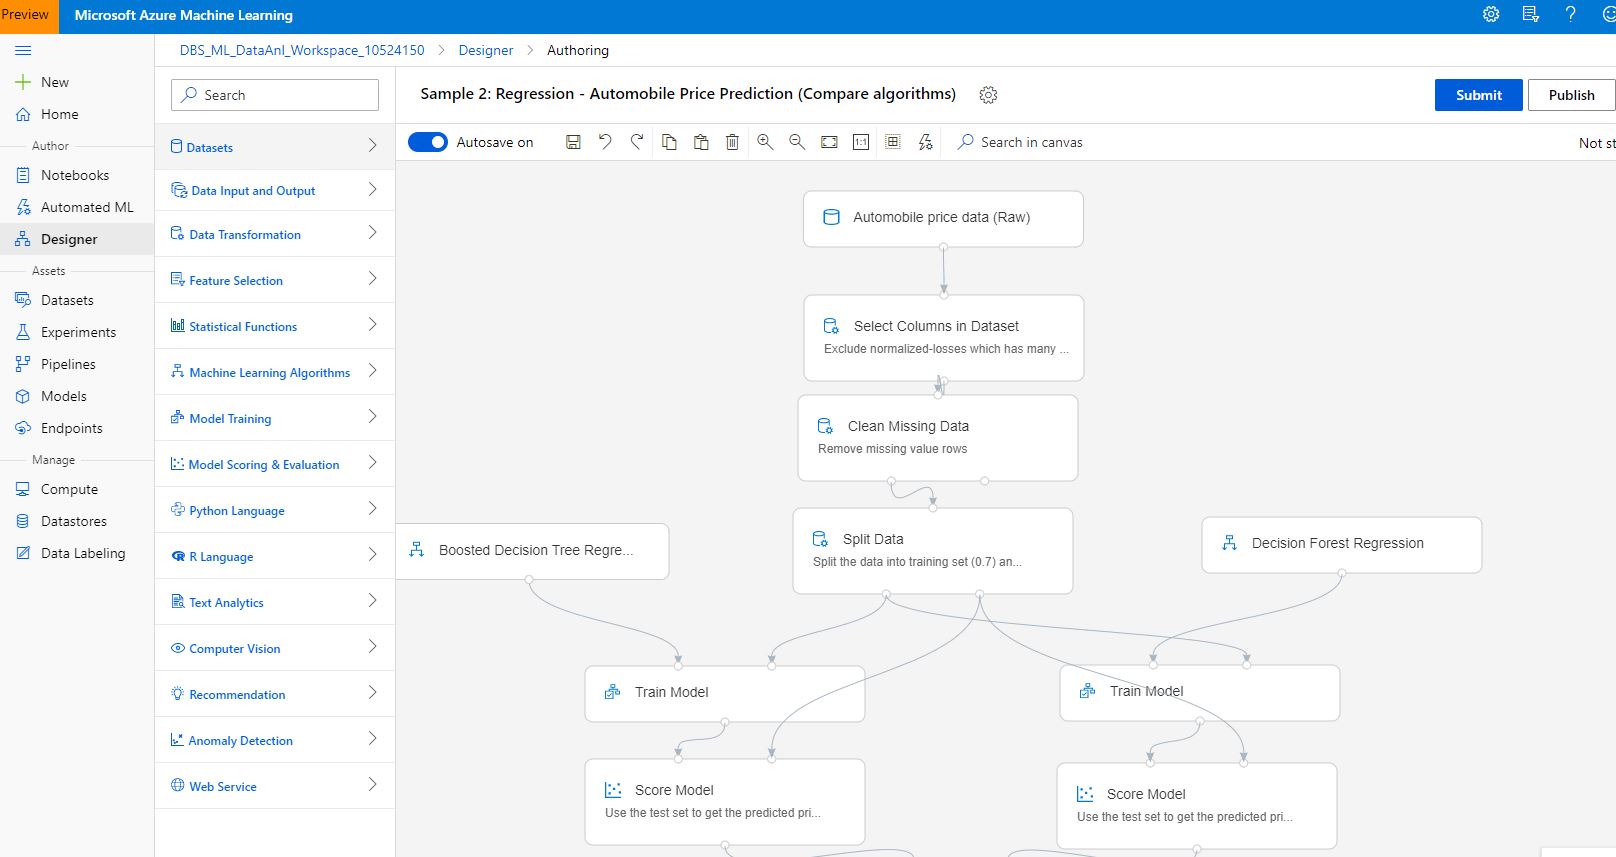 Preview
Microsoft Azure Machine Learning
DBS_ML_DataAnl_Workspace_10524150 > Designer > Authoring
New
Home
Author
Notebooks
Automated ML
Designer
Assets
Datasets
Experiments
Pipelines
Models
Endpoints
Manage
Compute
Datastores
Data Labeling
Search
Datasets
Data Input and Output
Data Transformation
Feature Selection
Statistical Functions
Machine Learning Algorithms
Model Training
Model Scoring & Evaluation
Python Language
R Language
Text Analytics
Computer Vision
Recommendation
Anomaly Detection
Web Service
Sample 2: Regression - Automobile Price Prediction (Compare algorithms)
Submit
Publish
Autosave on
1:1
Search in canvas
Not st
Automobile price data (Raw)
Select Columns in Dataset
Exclude normalized-losses which has many ...
Clean Missing Data
Remove missing value rows
Boosted Decision Tree Regre...
Split Data
Split the data into training set (0.7) an...
Decision Forest Regression
Train Model
Train Model
Score Model
Use the test set to get the predicted pri...
Score Model
Use the test set to get the predicted pri...